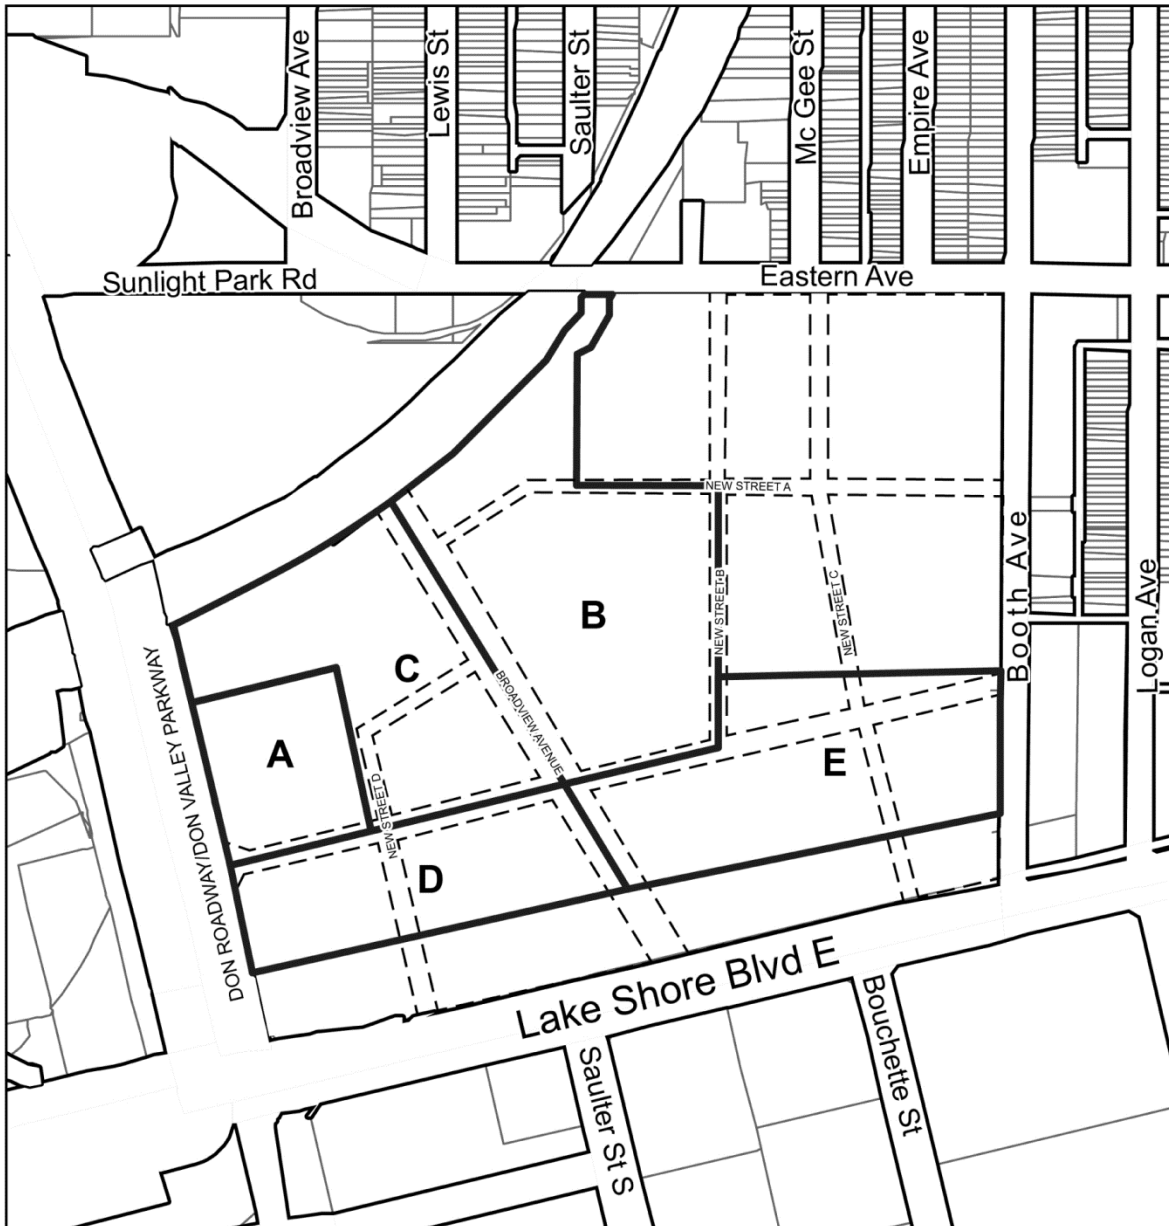 Broadview Ave
Lewis St
Saulter St
Mc Gee St
Empire Ave
Sunlight Park Rd
Eastern Ave
NEW STREET A
B
NEW STREET B
NEW STREET C
Booth Ave
Logan Ave
C
BROADVIEW AVENUE
DON ROADWAY/DON VALLEY PARKWAY
A
E
NEW STREET D
D
Lake Shore Blvd E
Saulter St S
Bouchette St